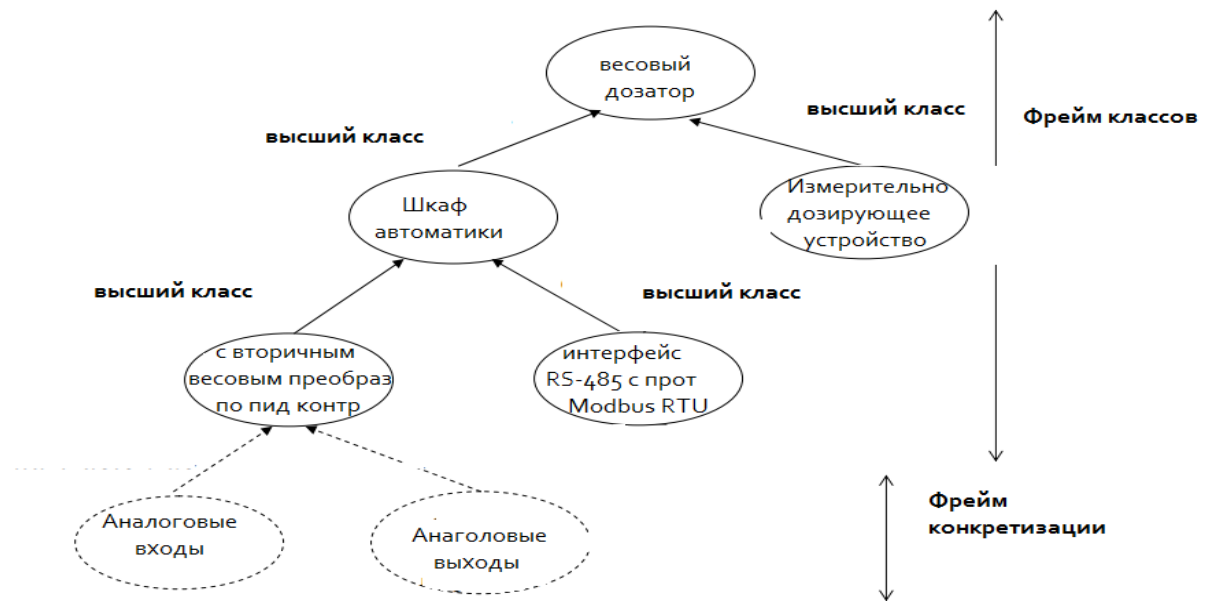 весовый
дозатор
высший класс
высший класс
Фрейм классов
Шкаф
автоматики
Измерительно
дозирующее
устройство
высший класс
высший класс
с вторичным
весовым преобраз
по пид контр
интерфейс
RS-485 с прот
Modbus RTU
Аналоговые
входы
Анаголовые
выходы
Фрейм
конкретизации